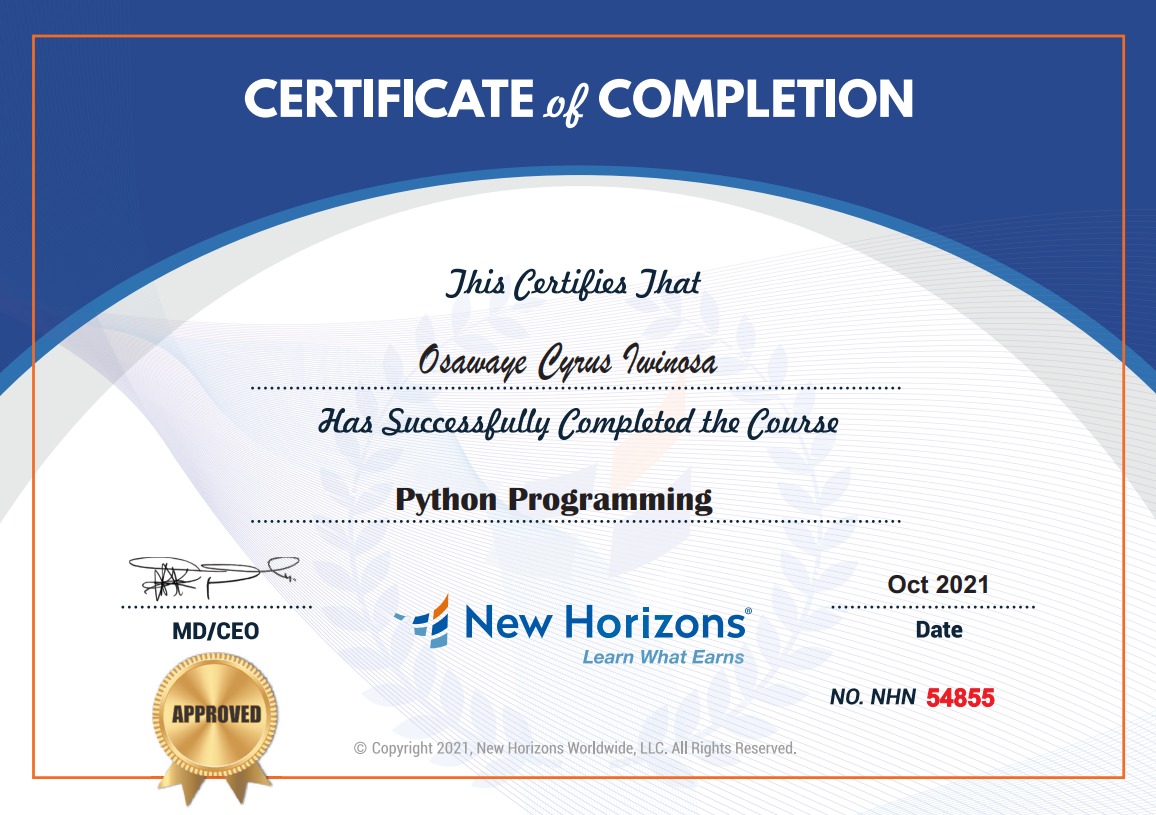 CERTIFICATE of COMPLETION
This Certifies That
Osawaye Cyrus Iwinosa
Has Successfully Completed the Course
Python Programming
Oct 2021
MD/CEO
Date
New Horizons®
Learn What Earns
NO. NHN 54855
APPROVED
© Copyright 2021, New Horizons Worldwide, LLC. All Rights Reserved.